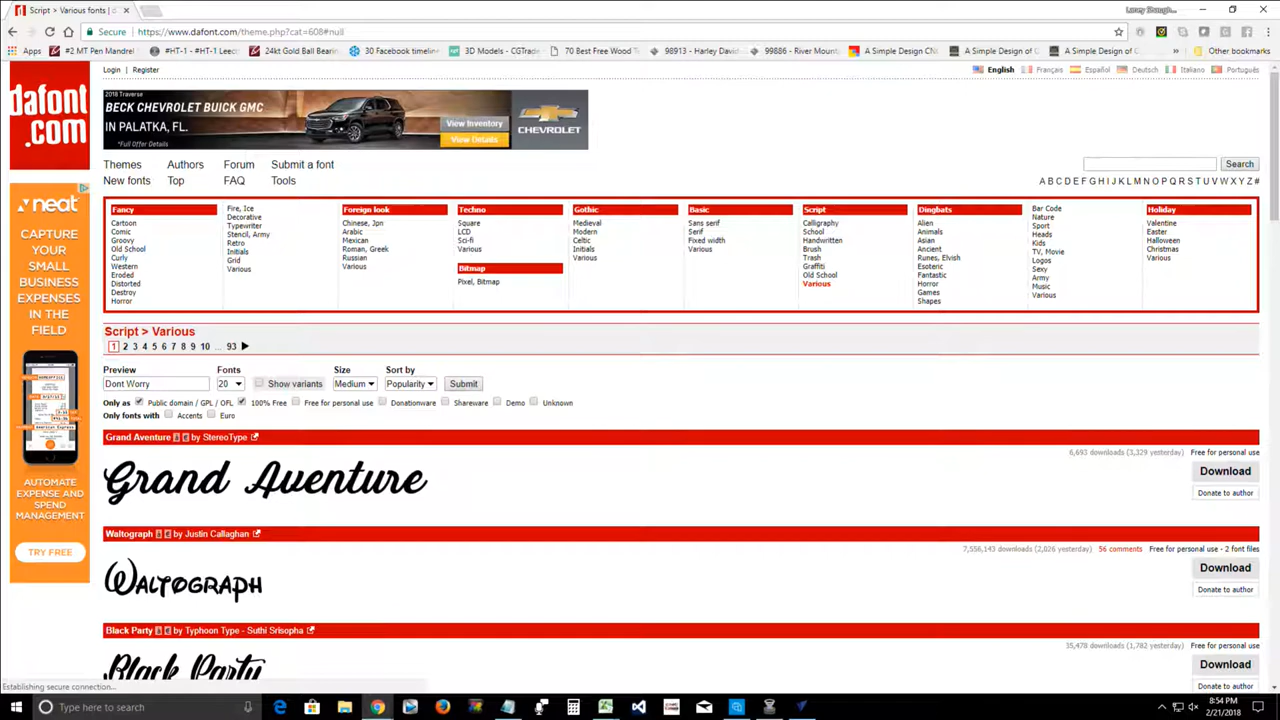 Script > Various fonts | d
Secure
https://www.dafont.com/theme.php?cat=608#null
Apps
#2 MT Pen Mandrel
#HT-1 - #HT-1 Leec
24kt Gold Ball Bearin
30 Facebook timeline
3D Models - CGTrade
70 Best Free Wood T
98913 - Harley David
99886 - River Mount
A Simple Design CN
A Simple Design of
A Simple Design of C
»
Other bookmarks
dafont
.com
Login | Register
English
Français
Español
Deutsch
Italiano
Português
2018 Traverse
BECK CHEVROLET BUICK GMC
IN PALATKA, FL.
*Full Offer Details
View Inventory
View Details
CHEVROLET
Themes Authors Forum Submit a font
New fonts Top FAQ Tools
Search
A B C D E F G H I J K L M N O P Q R S T U V W X Y Z #
neat
CAPTURE
YOUR
SMALL
BUSINESS
EXPENSES
IN THE
FIELD
AUTOMATE
EXPENSE AND
SPEND
MANAGEMENT
TRY FREE
Fancy
Cartoon
Comic
Groovy
Old School
Curly
Western
Eroded
Distorted
Destroy
Horror
Fire, Ice
Decorative
Typewriter
Stencil, Army
Retro
Initials
Grid
Various
Foreign look
Chinese, Jpn
Arabic
Mexican
Roman, Greek
Russian
Various
Techno
Square
LCD
Sci-fi
Various
Bitmap
Pixel, Bitmap
Gothic
Medieval
Modern
Celtic
Initials
Various
Basic
Sans serif
Serif
Fixed width
Various
Script
Calligraphy
School
Handwritten
Brush
Trash
Graffiti
Old School
Various
Dingbats
Alien
Animals
Asian
Ancient
Runes, Elvish
Esoteric
Fantastic
Horror
Games
Shapes
Bar Code
Nature
Sport
Heads
Kids
TV, Movie
Logos
Sexy
Army
Music
Various
Holiday
Valentine
Easter
Halloween
Christmas
Various
Script > Various
1 2 3 4 5 6 7 8 9 10 ... 93
Preview Fonts Size Sort by
Dont Worry 20 Show variants Medium Popularity Submit
Only as Public domain / GPL / OFL 100% Free Free for personal use Donationware Shareware Demo Unknown
Only fonts with Accents Euro
Grand Aventure by StereoType
6,693 downloads (3,329 yesterday) Free for personal use
Grand Aventure
Download
Donate to author
Waltograph by Justin Callaghan
7,556,143 downloads (2,026 yesterday) 56 comments Free for personal use - 2 font files
Waltograph
Download
Donate to author
Black Party by Typhoon Type - Suthi Srisopha
35,478 downloads (1,782 yesterday) Free for personal use
Black Party
Download
Donate to author
Establishing secure connection...
Type here to search
8:54 PM
2/21/2018